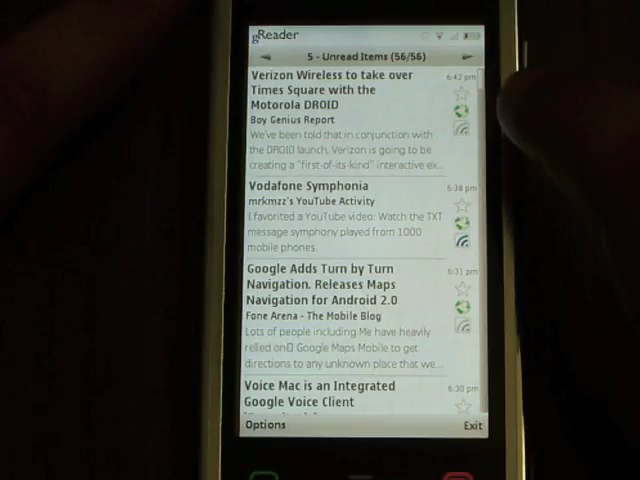 gReader
5 - Unread Items (56/56)
Verizon Wireless to take over
Times Square with the
Motorola DROID
6:42 pm
Boy Genius Report
We've been told that in conjunction with
the DROID launch, Verizon is going to be
creating a "first-of-its-kind" interactive ex...
Vodafone Symphonia
6:38 pm
mrkmzz's YouTube Activity
I favorited a YouTube video: Watch the TXT
message symphony played from 1000
mobile phones.
Google Adds Turn by Turn
Navigation. Releases Maps
Navigation for Android 2.0
6:31 pm
Fone Arena - The Mobile Blog
Lots of people including Me have heavily
relied on Google Maps Mobile to get
directions to any unknown place that we...
Voice Mac is an Integrated
Google Voice Client
6:30 pm
Options
Exit